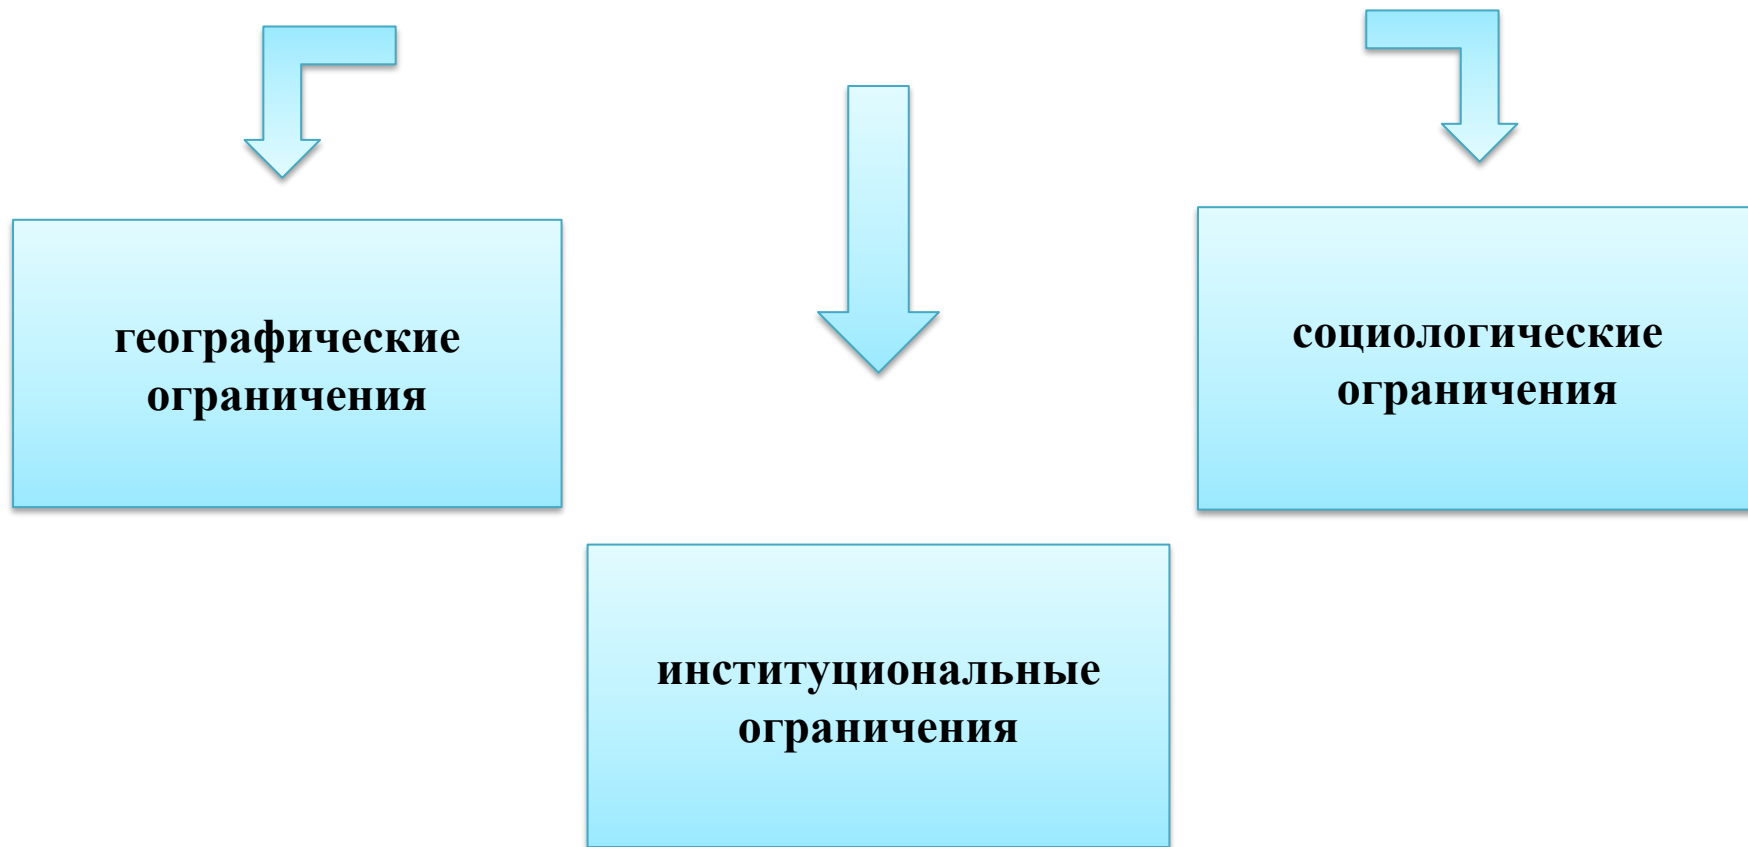 географические
ограничения
социологические
ограничения
институциональные
ограничения